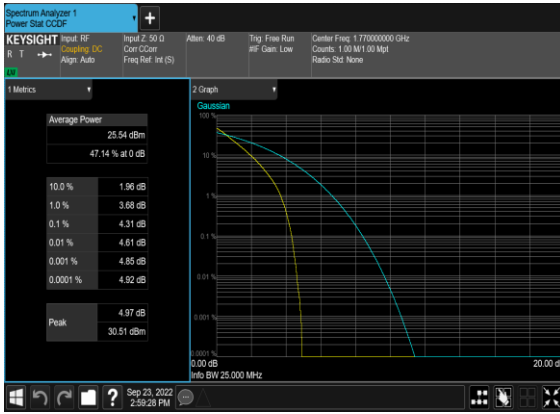 Spectrum Analyzer 1
Power Stat CCDF
+
KEYSIGHT
R T
LXI
Input: RF
Coupling: DC
Align: Auto
Input Z: 50 Ω
Corr CCorr
Freq Ref: Int (S)
Atten: 40 dB
Trig: Free Run
#IF Gain: Low
Center Freq: 1.770000000 GHz
Counts: 1.00 M/1.00 Mpt
Radio Std: None
1 Metrics
Average Power
25.54 dBm
47.14 % at 0 dB
10.0 % 1.96 dB
1.0 % 3.68 dB
0.1 % 4.31 dB
0.01 % 4.61 dB
0.001 % 4.85 dB
0.0001 % 4.92 dB
Peak
4.97 dB
30.51 dBm
2 Graph
Gaussian
100 %
10 %
1 %
0.1 %
0.01 %
0.001 %
0.0001 %
0.00 dB
20.00 d
Info BW 25.000 MHz
?
Sep 23, 2022
2:59:28 PM